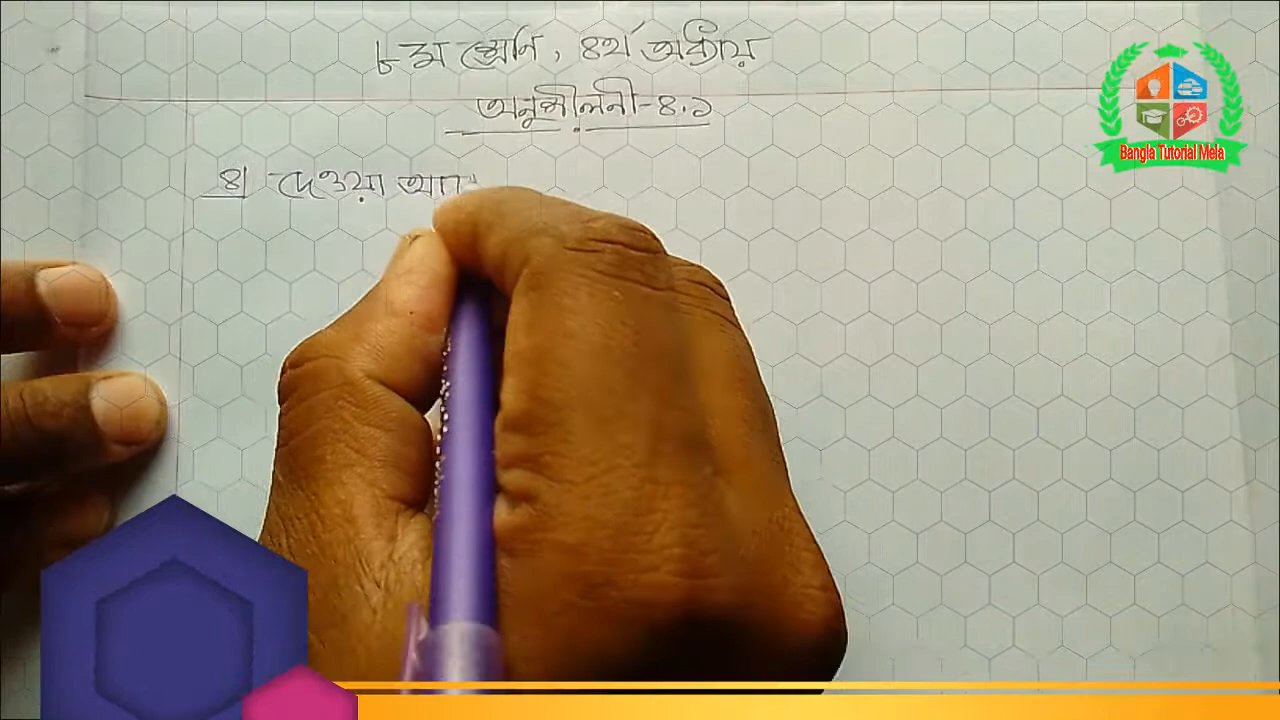 ৮ম শ্রেনি, ৪র্থ অধ্যায়
অনুশীলনী-৪.১
৪। দেওয়া আছে
Bangla Tutorial Mela